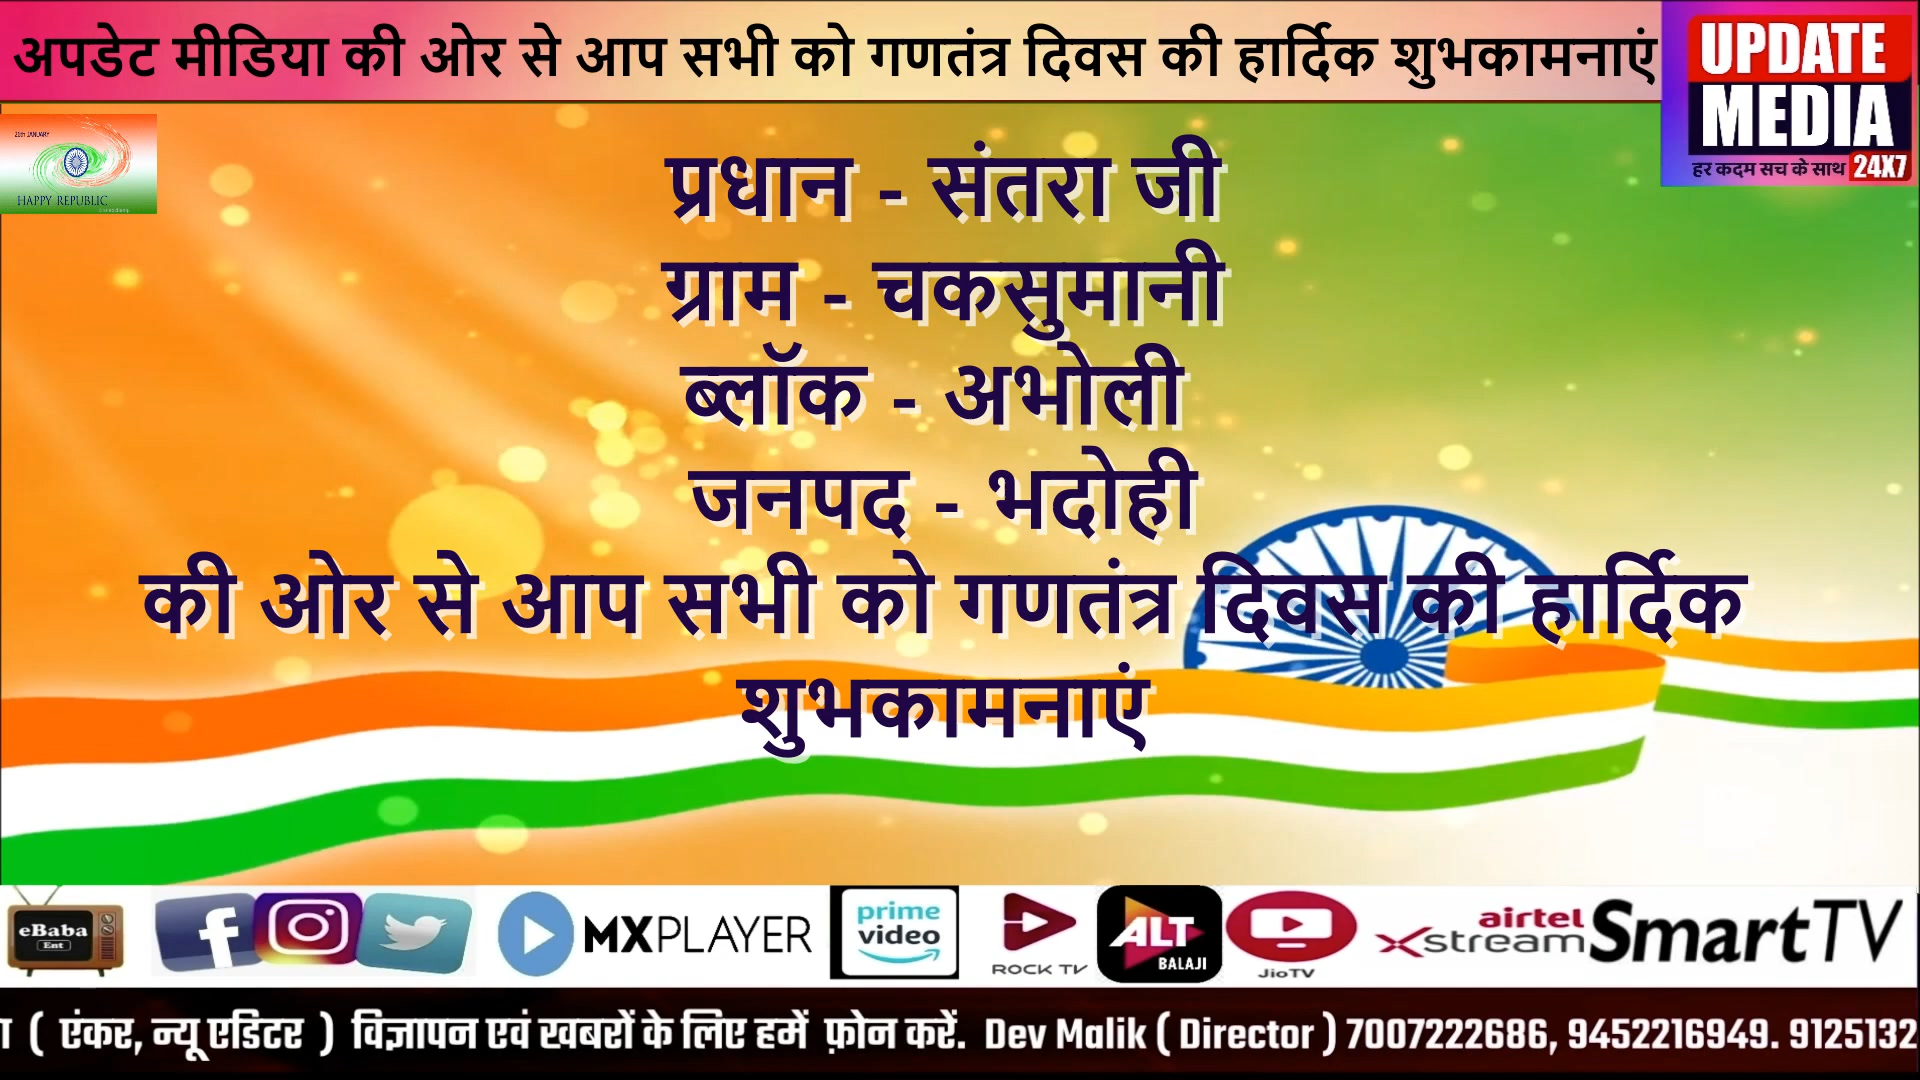 अपडेट मीडिया की ओर से आप सभी को गणतंत्र दिवस की हार्दिक शुभकामनाएं
UPDATE
MEDIA
हर कदम सच के साथ 24X7
26th JANUARY
HAPPY REPUBLIC
प्रधान - संतरा जी
ग्राम - चकसुमानी
ब्लॉक - अभोली
जनपद - भदोही
की ओर से आप सभी को गणतंत्र दिवस की हार्दिक
शुभकामनाएं
eBaba
Ent
MXPLAYER
prime
video
ROCK TV
ALT
BALAJI
JioTV
airtel
Xstream
SmartTV
( एंकर, न्यू एडिटर ) विज्ञापन एवं खबरों के लिए हमें फ़ोन करें. Dev Malik ( Director ) 7007222686, 9452216949. 9125132